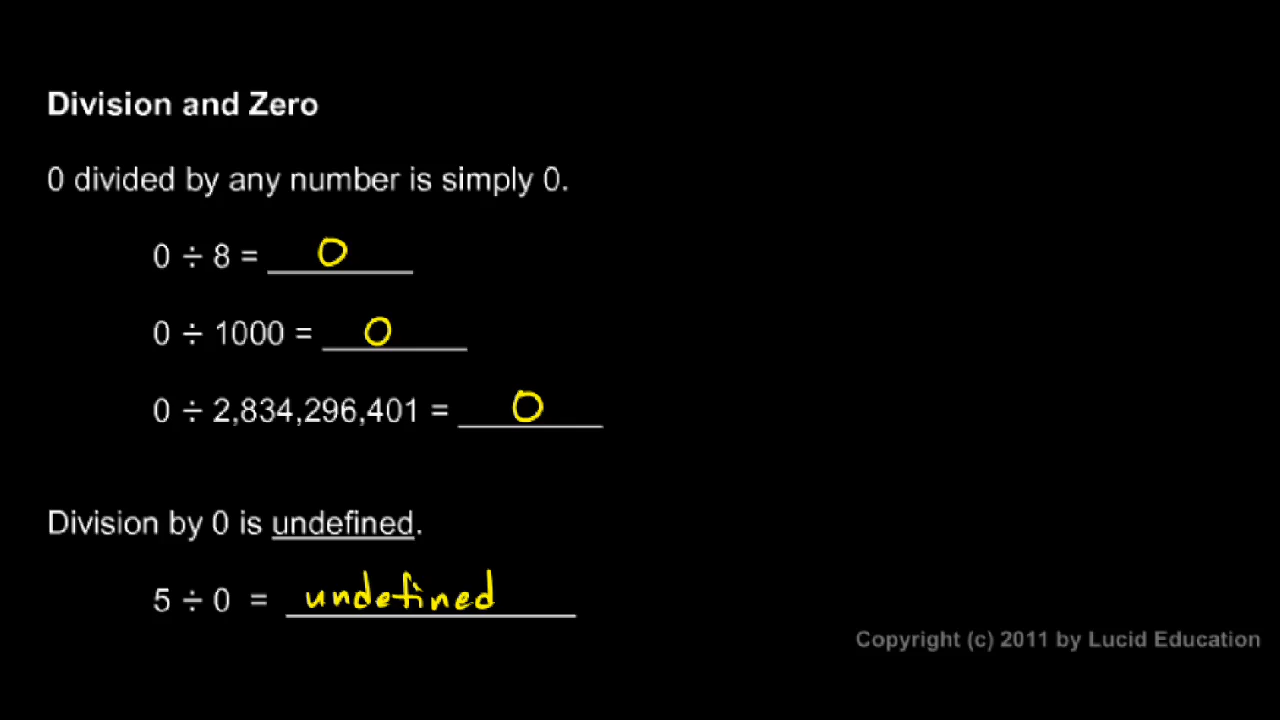 Division and Zero
0 divided by any number is simply 0.
0 ÷ 8 = 0
0 ÷ 1000 = 0
0 ÷ 2,834,296,401 = 0
Division by 0 is undefined.
5 ÷ 0 = undefined
Copyright (c) 2011 by Lucid Education